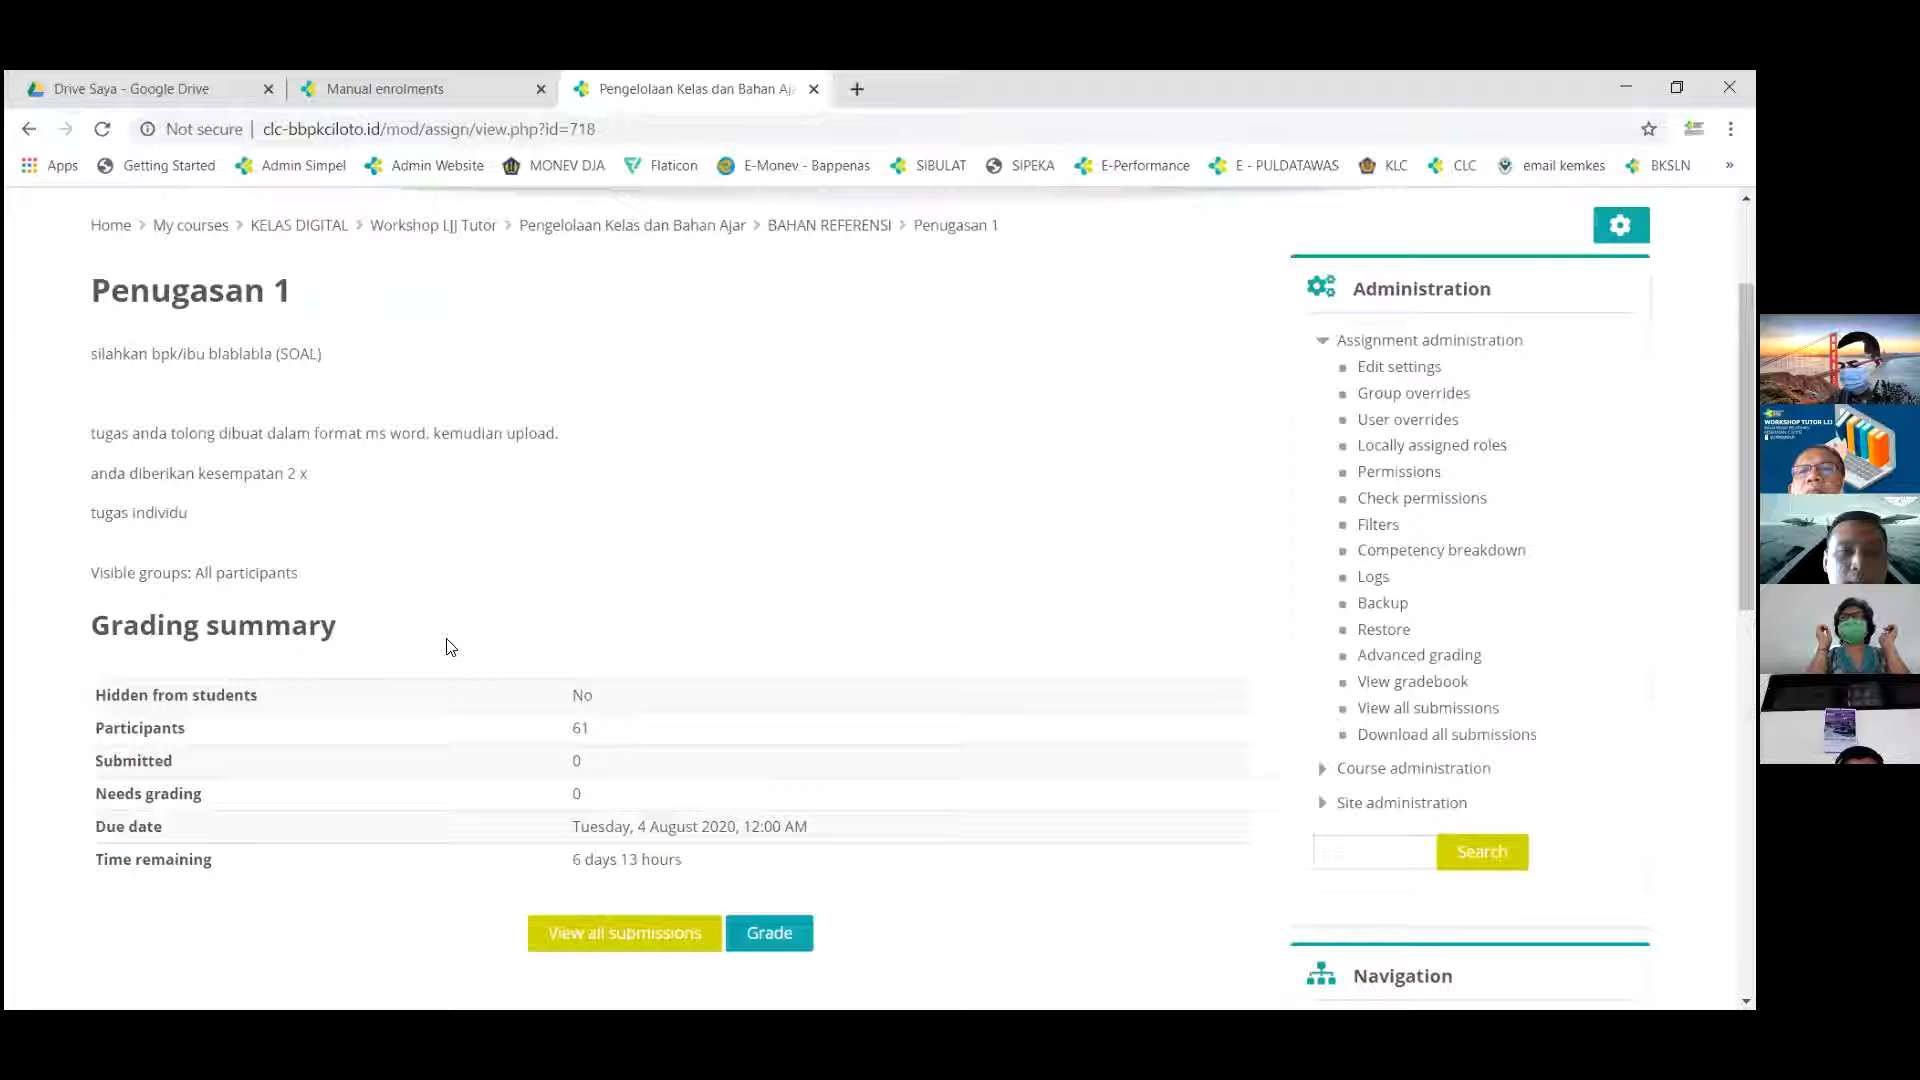 Drive Saya - Google Drive
Manual enrolments
Pengelolaan Kelas dan Bahan Aj
Not secure
clc-bbpkciloto.id/mod/assign/view.php?id=718
Apps
Getting Started
Admin Simpel
Admin Website
MONEV DJA
Flaticon
E-Monev - Bappenas
SIBULAT
SIPEKA
E-Performance
E - PULDATAWAS
KLC
CLC
email kemkes
BKSLN
»
Home > My courses > KELAS DIGITAL > Workshop LJJ Tutor > Pengelolaan Kelas dan Bahan Ajar > BAHAN REFERENSI > Penugasan 1
Penugasan 1
silahkan bpk/ibu blablabla (SOAL)
tugas anda tolong dibuat dalam format ms word. kemudian upload.
anda diberikan kesempatan 2 x
tugas individu
Visible groups: All participants
Grading summary
Hidden from students No
Participants 61
Submitted 0
Needs grading 0
Due date Tuesday, 4 August 2020, 12:00 AM
Time remaining 6 days 13 hours
View all submissions
Grade
Administration
Assignment administration
Edit settings
Group overrides
User overrides
Locally assigned roles
Permissions
Check permissions
Filters
Competency breakdown
Logs
Backup
Restore
Advanced grading
View gradebook
View all submissions
Download all submissions
Course administration
Site administration
Search
Navigation
WORKSHOP TUTOR LJJ